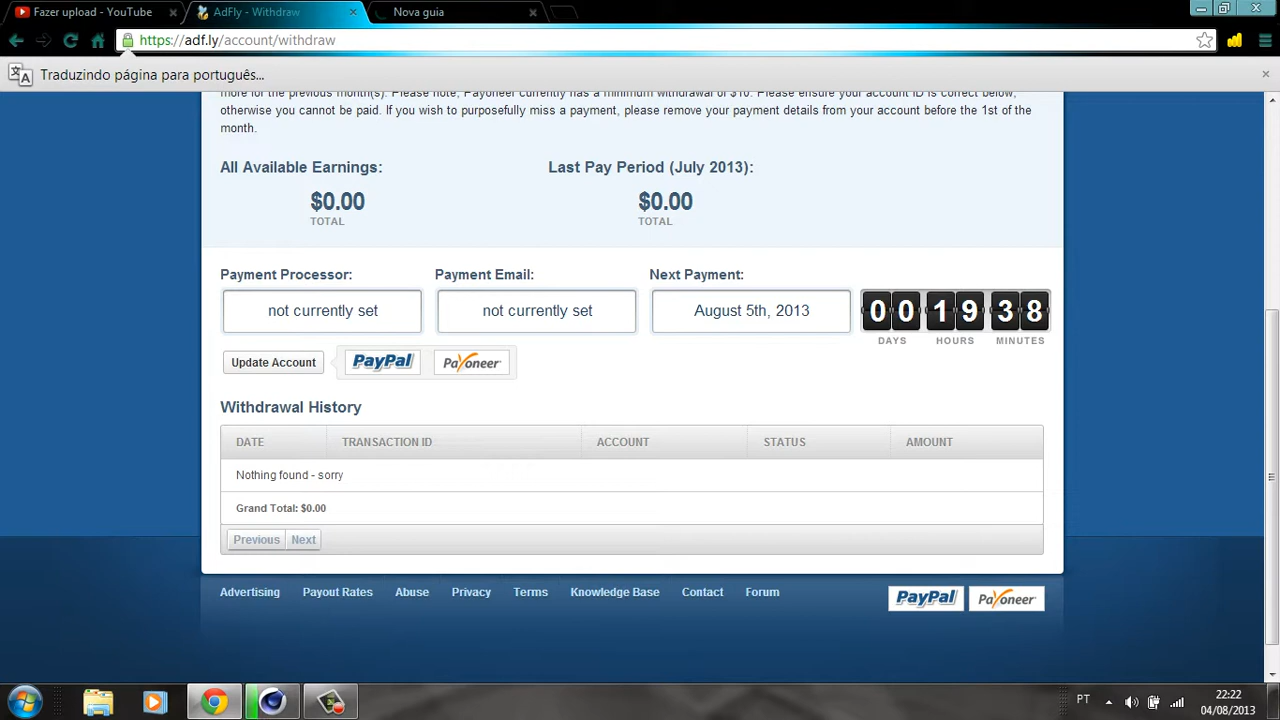 Fazer upload - YouTube
AdFly - Withdraw
Nova guia
https://adf.ly/account/withdraw
Traduzindo página para português...
more for the previous month(s). Please note, Payoneer currently has a minimum withdrawal of $10. Please ensure your account ID is correct below,
otherwise you cannot be paid. If you wish to purposefully miss a payment, please remove your payment details from your account before the 1st of the
month.
All Available Earnings:
Last Pay Period (July 2013):
$0.00
$0.00
TOTAL
TOTAL
Payment Processor:
Payment Email:
Next Payment:
not currently set
not currently set
August 5th, 2013
00 19 38
DAYS HOURS MINUTES
Update Account
PayPal
Payoneer
Withdrawal History
DATE TRANSACTION ID ACCOUNT STATUS AMOUNT
Nothing found - sorry
Grand Total: $0.00
Previous Next
Advertising Payout Rates Abuse Privacy Terms Knowledge Base Contact Forum
PayPal Payoneer
PT
22:22
04/08/2013